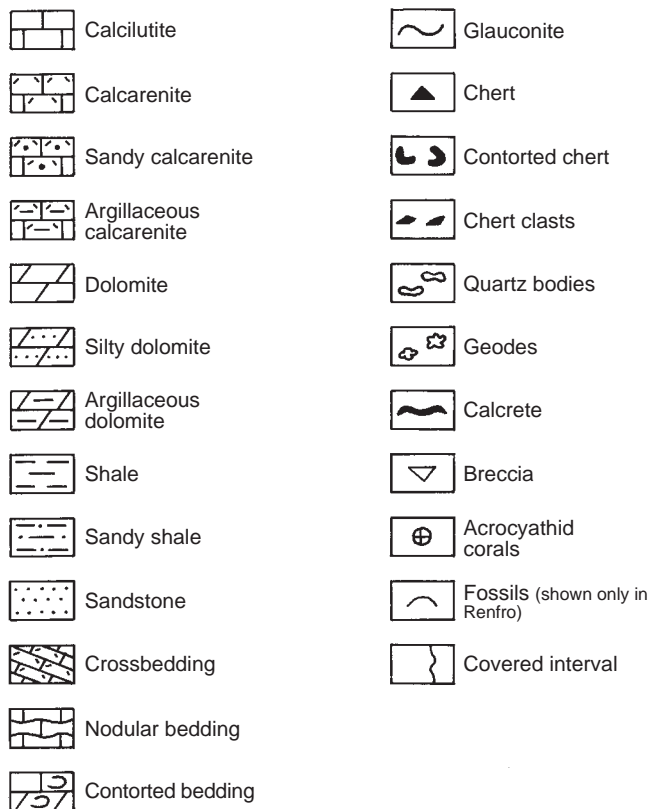 Calcilutite
Calcarenite
Sandy calcarenite
Argillaceous
calcarenite
Dolomite
Silty dolomite
Argillaceous
dolomite
Shale
Sandy shale
Sandstone
Crossbedding
Nodular bedding
Contorted bedding
Glauconite
Chert
Contorted chert
Chert clasts
Quartz bodies
Geodes
Calcrete
Breccia
Acrocyathid
corals
Fossils (shown only in
Renfro)
Covered interval